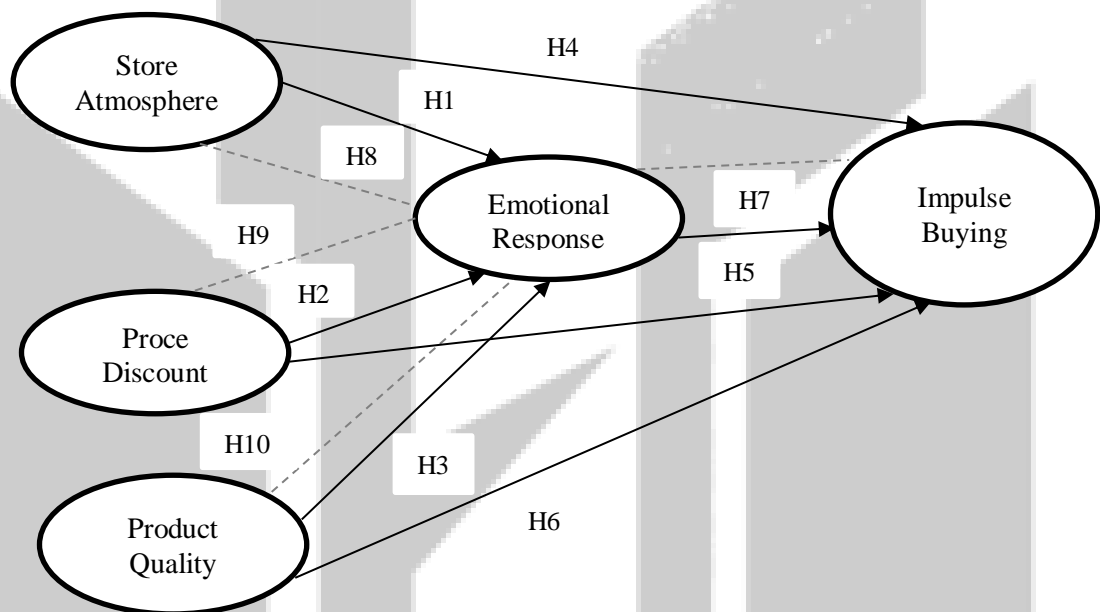 H4
Store
Atmosphere
H1
H8
Emotional
Response
H7
Impulse
Buying
H9
H5
H2
Proce
Discount
H10
H3
H6
Product
Quality